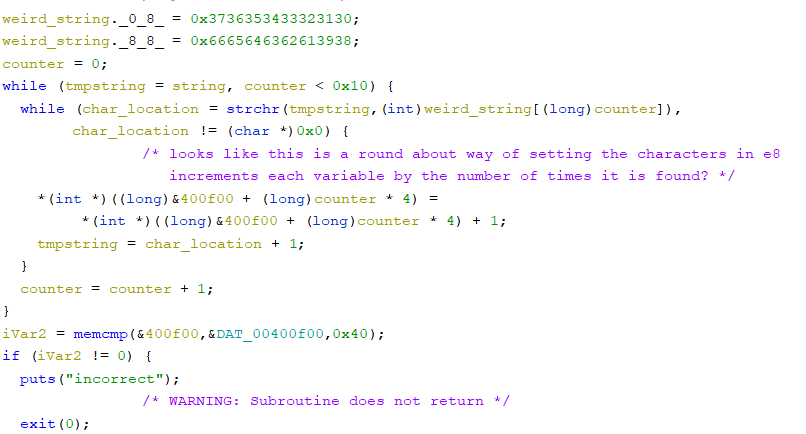 weird_string._0_8_ = 0x3736353433323130;
weird_string._8_8_ = 0x6665646362613938;
counter = 0;
while (tmpstring = string, counter < 0x10) {
while (char_location = strchr(tmpstring,(int)weird_string[(long)counter]),
char_location != (char *)0x0) {
/* looks like this is a round about way of setting the characters in e8
increments each variable by the number of times it is found? */
*(int *)((long)&400f00 + (long)counter * 4) =
*(int *)((long)&400f00 + (long)counter * 4) + 1;
tmpstring = char_location + 1;
}
counter = counter + 1;
}
iVar2 = memcmp(&400f00,&DAT_00400f00,0x40);
if (iVar2 != 0) {
puts("incorrect");
/* WARNING: Subroutine does not return */
exit(0);